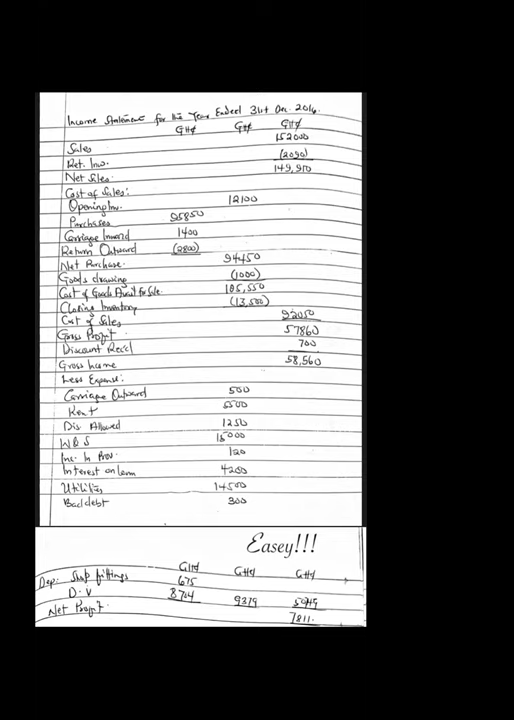 Income Statement for the Year Ended 31st Dec. 2016.
GH¢ GH¢ GH¢
Sales 152000
Ret. Inw. (2090)
Net Sales. 149,910
Cost of Sales:
Opening Inv. 12100
Purchases 95850
Carriage Inward 1400
Return Outward (2800)
Net Purchase. 94450
Goods drawing (1000)
Cost of Goods Avail for Sale. 105,550
Closing Inventory (13,500)
Cost of Sales 92050
Gross Profit 57860
Discount Rec'd 700
Gross Income 58,560
Less Expense:
Carriage Outward 500
Rent 5500
Dis. Allowed 1250
W & S 15000
Inc. In Prov. 120
Interest on loan 4200
Utilities 14500
Bad debt 300
Easey!!!
GH¢ GH¢ GH¢
Dep: Shop fittings 675
D.V 8704 9379
Net Profit 7811.